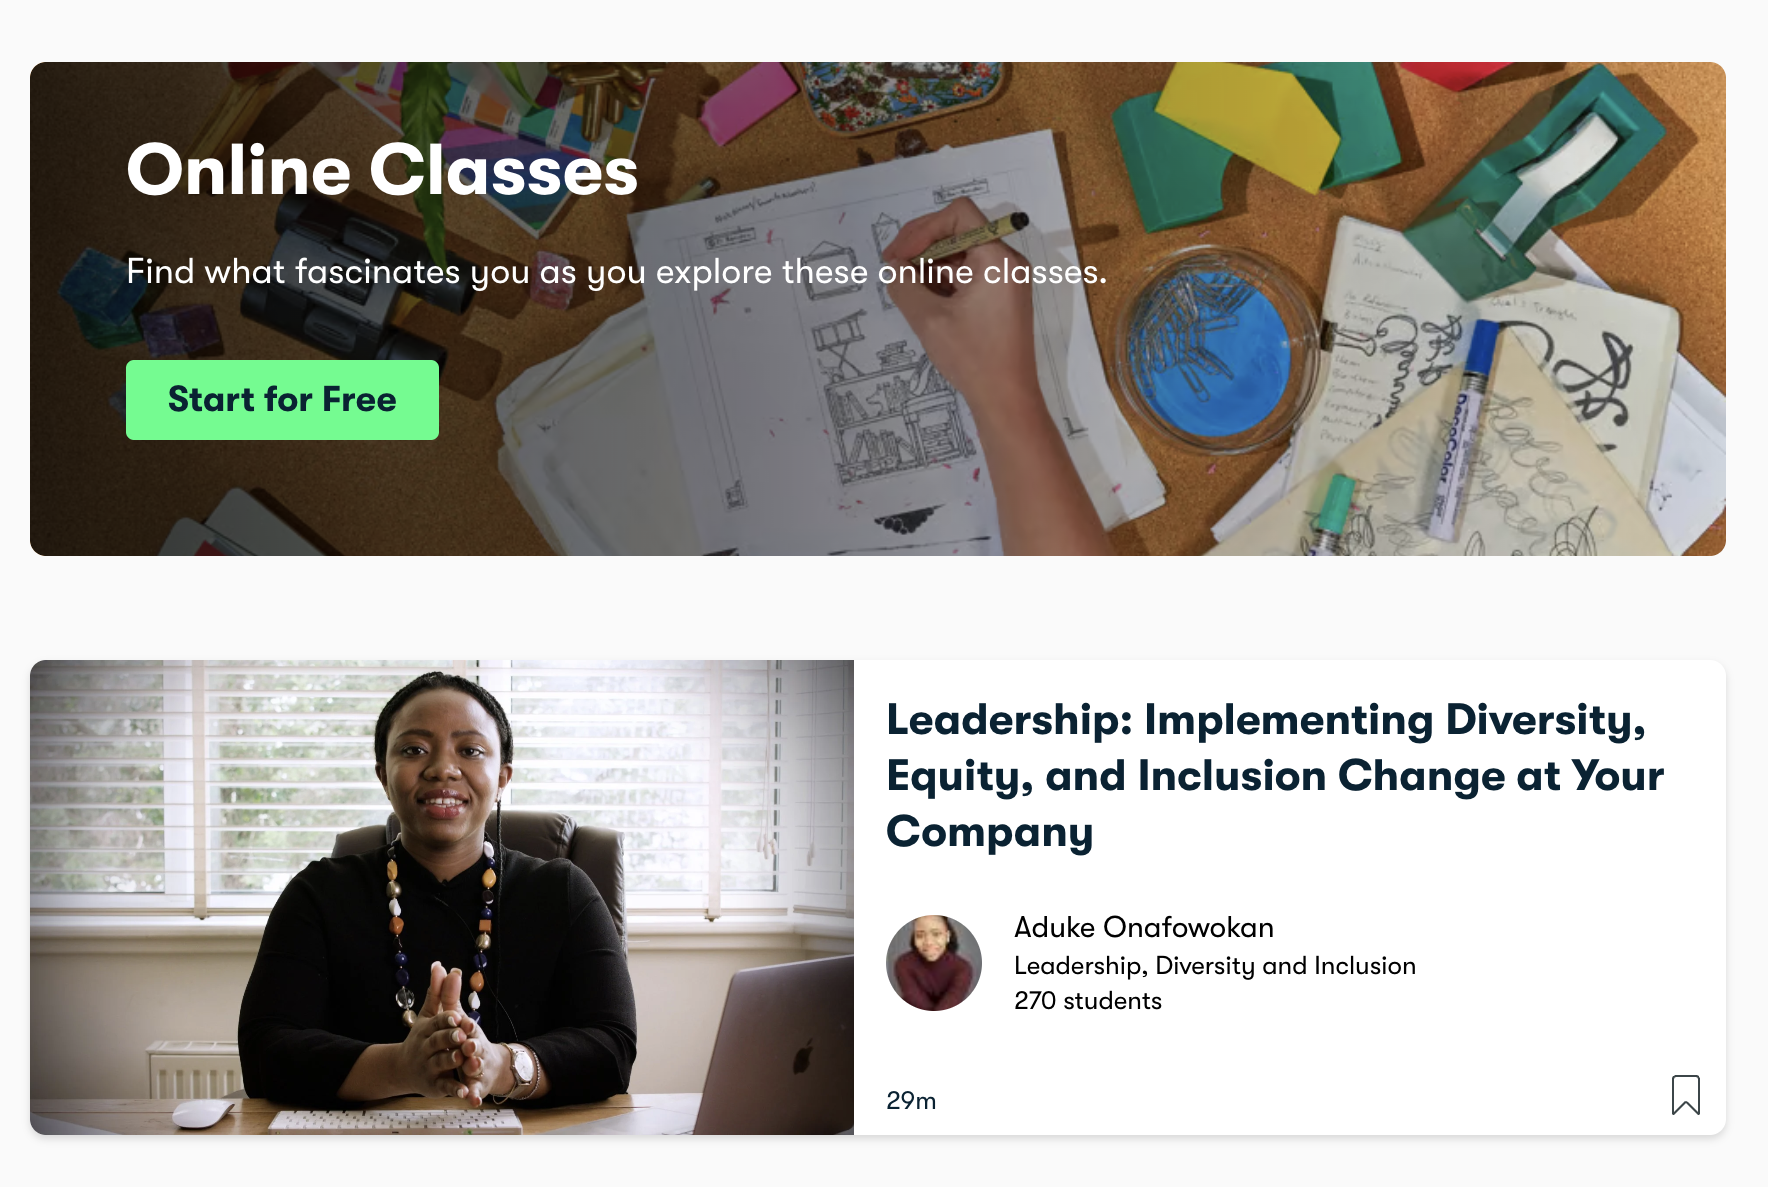 Online Classes
Find what fascinates you as you explore these online classes.
Start for Free
DecoColor
Leadership: Implementing Diversity,
Equity, and Inclusion Change at Your
Company
Aduke Onafowokan
Leadership, Diversity and Inclusion
270 students
29m